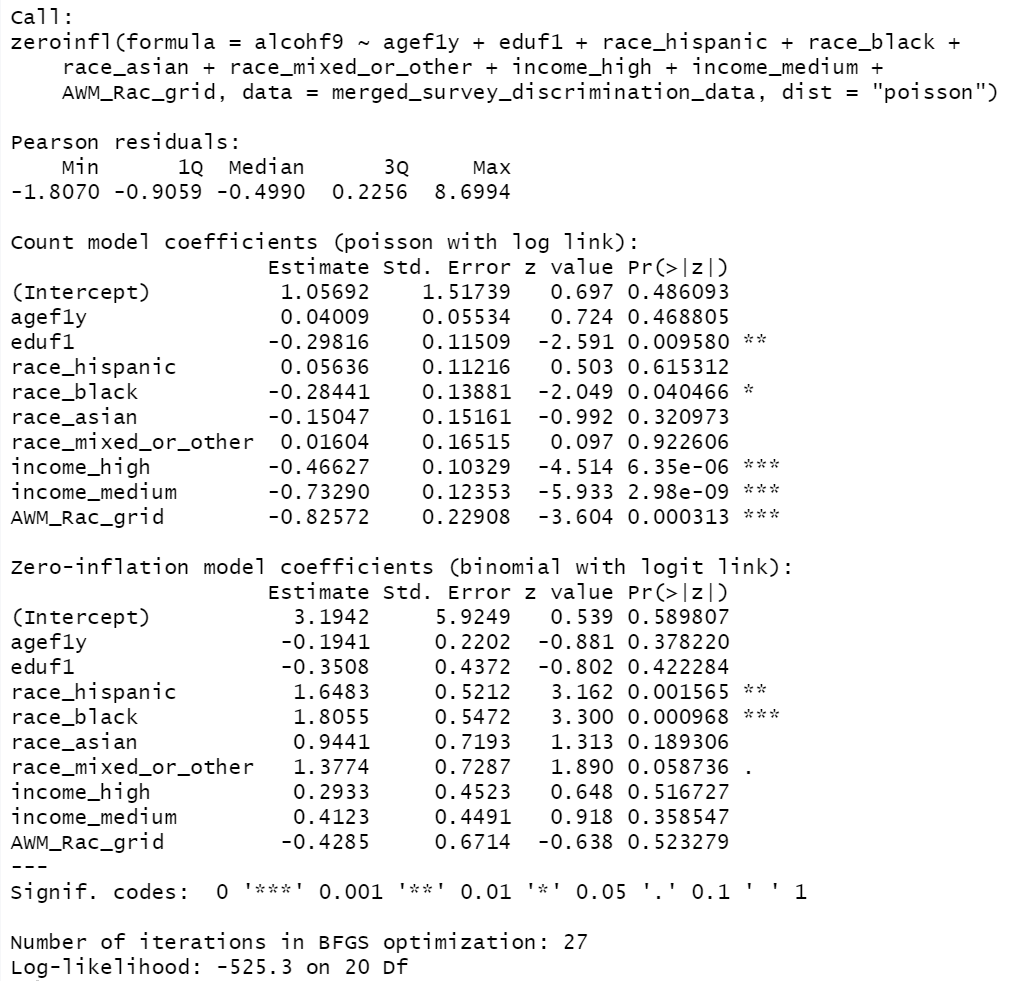 Call:
zeroinfl(formula = alcohf9 ~ agef1y + eduf1 + race_hispanic + race_black +
    race_asian + race_mixed_or_other + income_high + income_medium +
    AWM_Rac_grid, data = merged_survey_discrimination_data, dist = "poisson")
Pearson residuals:
    Min      1Q  Median      3Q     Max
-1.8070 -0.9059 -0.4990  0.2256  8.6994
Count model coefficients (poisson with log link):
                    Estimate Std. Error z value Pr(>|z|)
(Intercept)          1.05692    1.51739   0.697 0.486093
agef1y               0.04009    0.05534   0.724 0.468805
eduf1               -0.29816    0.11509  -2.591 0.009580 **
race_hispanic        0.05636    0.11216   0.503 0.615312
race_black          -0.28441    0.13881  -2.049 0.040466 *
race_asian          -0.15047    0.15161  -0.992 0.320973
race_mixed_or_other  0.01604    0.16515   0.097 0.922606
income_high         -0.46627    0.10329  -4.514 6.35e-06 ***
income_medium       -0.73290    0.12353  -5.933 2.98e-09 ***
AWM_Rac_grid        -0.82572    0.22908  -3.604 0.000313 ***
Zero-inflation model coefficients (binomial with logit link):
                    Estimate Std. Error z value Pr(>|z|)
(Intercept)           3.1942     5.9249   0.539 0.589807
agef1y               -0.1941     0.2202  -0.881 0.378220
eduf1                -0.3508     0.4372  -0.802 0.422284
race_hispanic         1.6483     0.5212   3.162 0.001565 **
race_black            1.8055     0.5472   3.300 0.000968 ***
race_asian            0.9441     0.7193   1.313 0.189306
race_mixed_or_other   1.3774     0.7287   1.890 0.058736 .
income_high           0.2933     0.4523   0.648 0.516727
income_medium         0.4123     0.4491   0.918 0.358547
AWM_Rac_grid         -0.4285     0.6714  -0.638 0.523279
---
Signif. codes:  0 '***' 0.001 '**' 0.01 '*' 0.05 '.' 0.1 ' ' 1
Number of iterations in BFGS optimization: 27
Log-likelihood: -525.3 on 20 Df